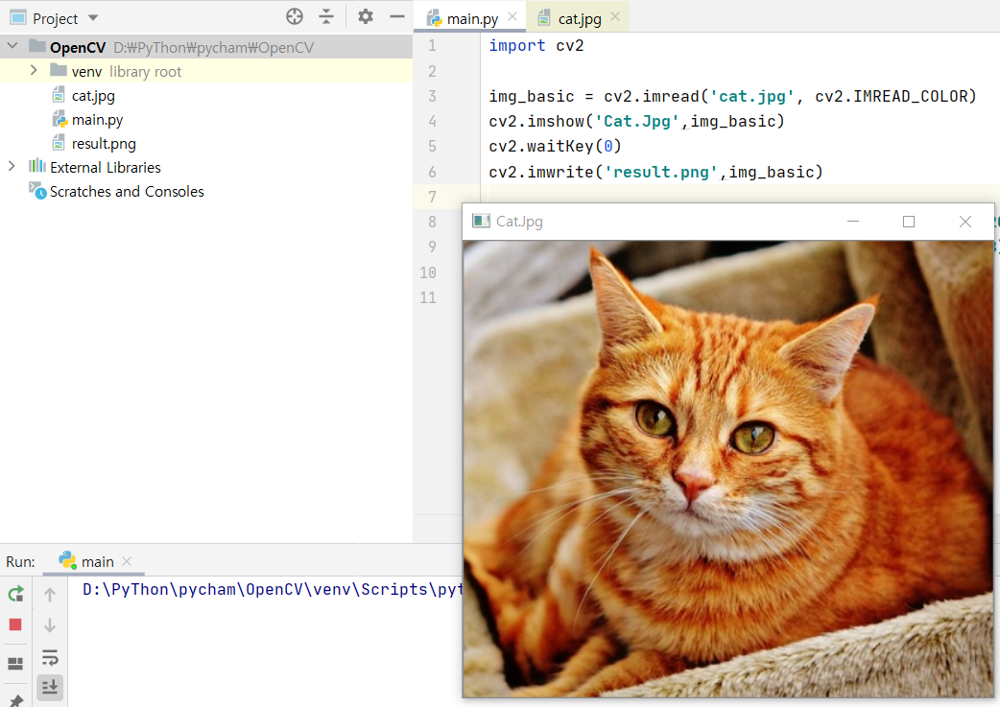 Project
OpenCV D:₩PyThon₩pycham₩OpenCV
venv library root
cat.jpg
main.py
result.png
External Libraries
Scratches and Consoles
main.py
cat.jpg
1 import cv2
2
3 img_basic = cv2.imread('cat.jpg', cv2.IMREAD_COLOR)
4 cv2.imshow('Cat.Jpg',img_basic)
5 cv2.waitKey(0)
6 cv2.imwrite('result.png',img_basic)
7
8
9
10
11
Cat.Jpg
Run: main
D:\PyThon\pycham\OpenCV\venv\Scripts\pyt